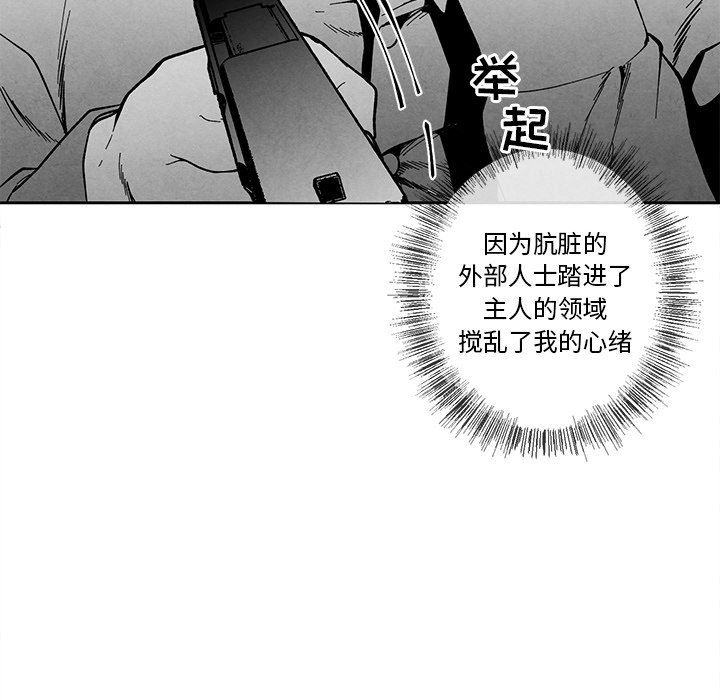 举起
因为肮脏的
外部人士踏进了
主人的领域
搅乱了我的心绪